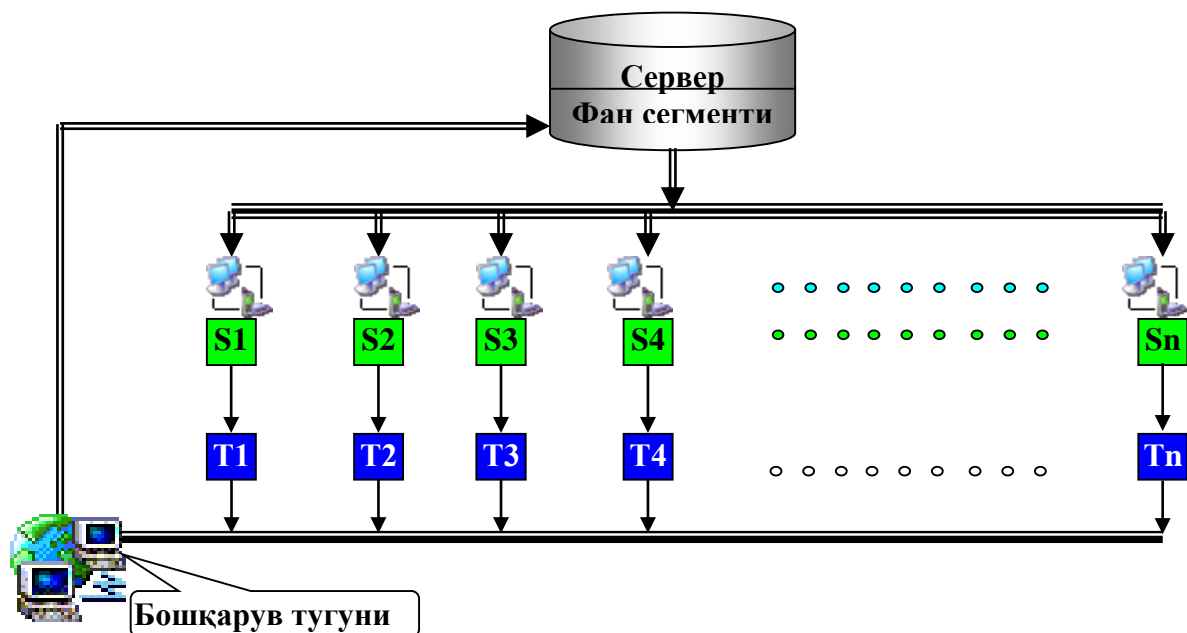 Сервер
Фан сегменти
S1 S2 S3 S4 Sn
T1 T2 T3 T4 Tn
Бошқарув тугуни